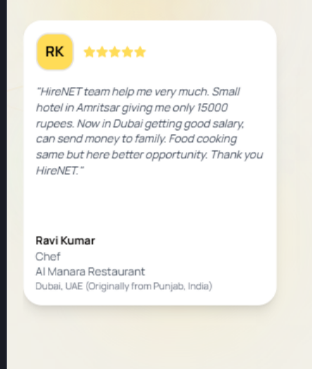 RK
"HireNET team help me very much. Small
hotel in Amritsar giving me only 15000
rupees. Now in Dubai getting good salary,
can send money to family. Food cooking
same but here better opportunity. Thank you
HireNET."
Ravi Kumar
Chef
Al Manara Restaurant
Dubai, UAE (Originally from Punjab, India)